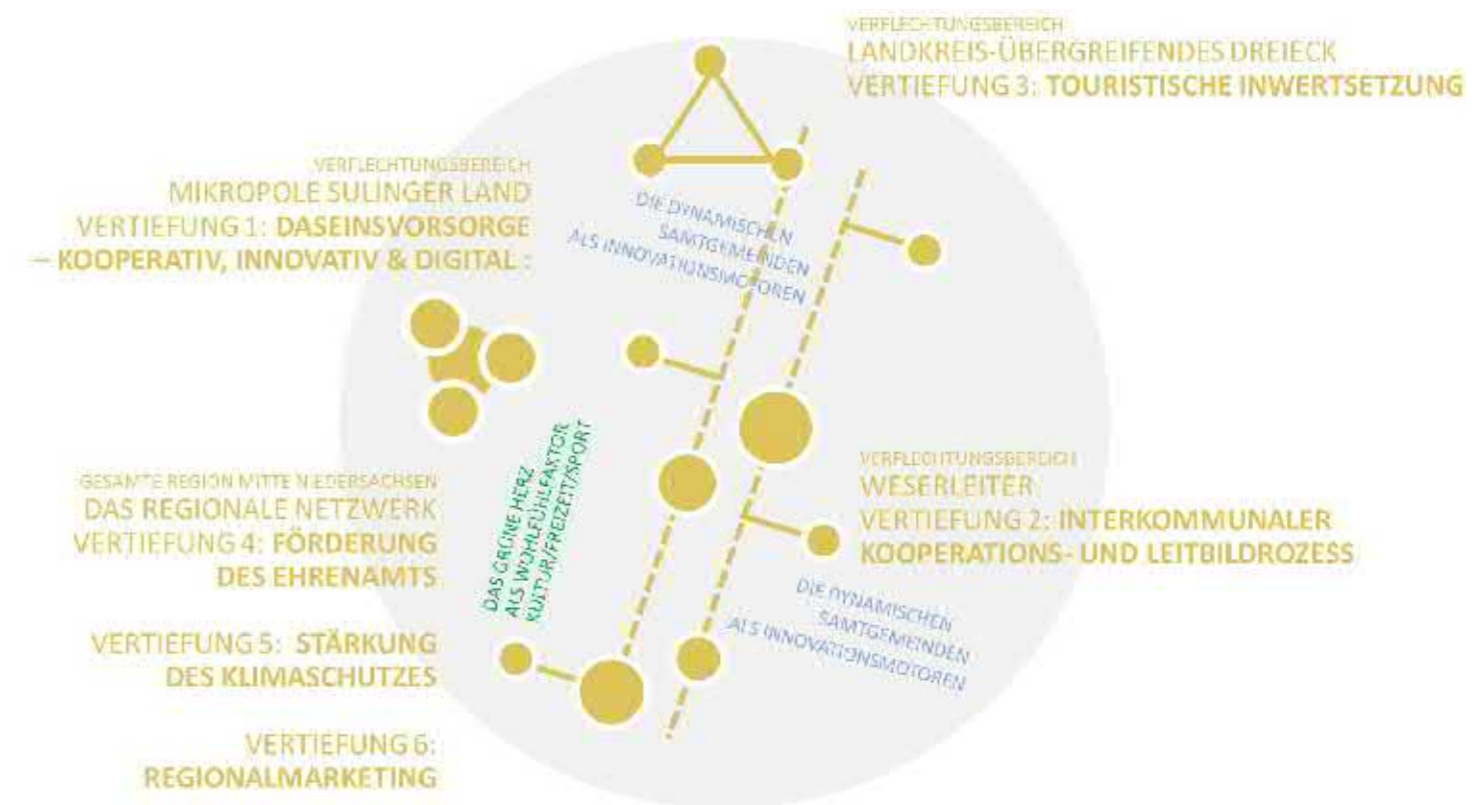 VERFLECHTUNGSBEREICH
LANDKREIS-ÜBERGREIFENDES DREIECK
VERTIEFUNG 3: TOURISTISCHE INWERTSETZUNG
VERFLECHTUNGSBEREICH
MIKROPOLE SULINGER LAND
VERTIEFUNG 1: DASEINSVORSORGE
– KOOPERATIV, INNOVATIV & DIGITAL :
DIE DYNAMISCHEN
SAMTGEMEINDEN
ALS INNOVATIONSMOTOREN
DAS GRÜNE HERZ
ALS WOHLFÜHLFAKTOR
KULTUR/FREIZEIT/SPORT
GESAMTE REGION MITTE NIEDERSACHSEN
DAS REGIONALE NETZWERK
VERTIEFUNG 4: FÖRDERUNG
DES EHRENAMTS
VERTIEFUNG 5: STÄRKUNG
DES KLIMASCHUTZES
VERTIEFUNG 6:
REGIONALMARKETING
VERFLECHTUNGSBEREICH
WESERLEITER
VERTIEFUNG 2: INTERKOMMUNALER
KOOPERATIONS- UND LEITBILDROZESS
DIE DYNAMISCHEN
SAMTGEMEINDEN
ALS INNOVATIONSMOTOREN